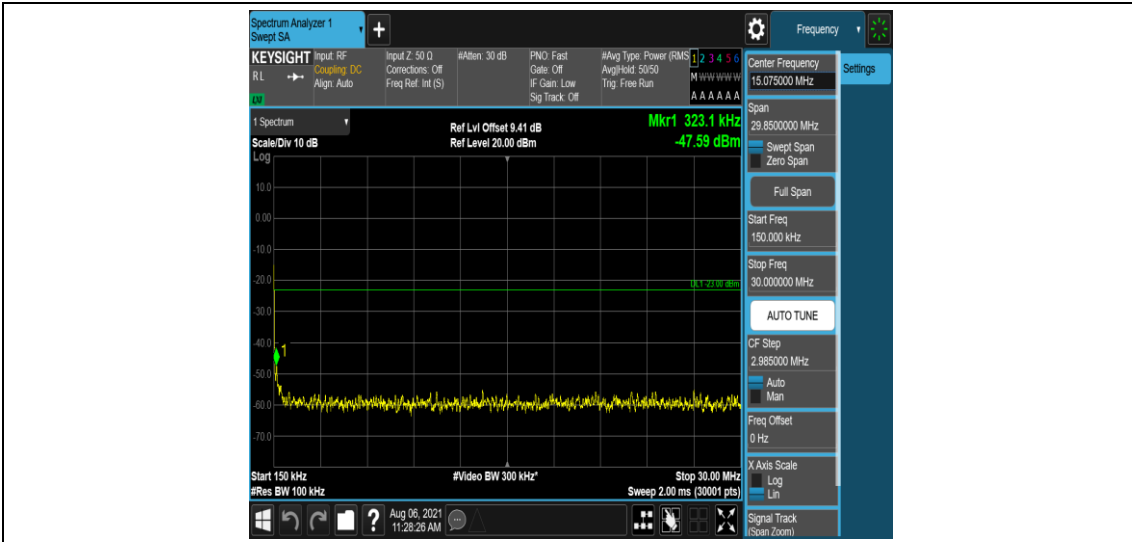 Spectrum Analyzer 1
Swept SA
+
Frequency
KEYSIGHT
RL
LXI
Input: RF
Coupling: DC
Align: Auto
Input Z: 50 Ω
Corrections: Off
Freq Ref: Int (S)
#Atten: 30 dB
PNO: Fast
Gate: Off
IF Gain: Low
Sig Track: Off
#Avg Type: Power (RMS
Avg|Hold: 50/50
Trig: Free Run
1 2 3 4 5 6
M W W W W W
A A A A A A
1 Spectrum
Scale/Div 10 dB
Log
Ref Lvl Offset 9.41 dB
Ref Level 20.00 dBm
Mkr1 323.1 kHz
-47.59 dBm
10.0
0.00
-10.0
-20.0
DL1 -23.00 dBm
-30.0
-40.0
1
-50.0
-60.0
-70.0
Start 150 kHz
#Res BW 100 kHz
#Video BW 300 kHz*
Stop 30.00 MHz
Sweep 2.00 ms (30001 pts)
?
Aug 06, 2021
11:28:26 AM
Center Frequency
15.075000 MHz
Span
29.8500000 MHz
Swept Span
Zero Span
Full Span
Start Freq
150.000 kHz
Stop Freq
30.000000 MHz
AUTO TUNE
CF Step
2.985000 MHz
Auto
Man
Freq Offset
0 Hz
X Axis Scale
Log
Lin
Signal Track
(Span Zoom)
Settings